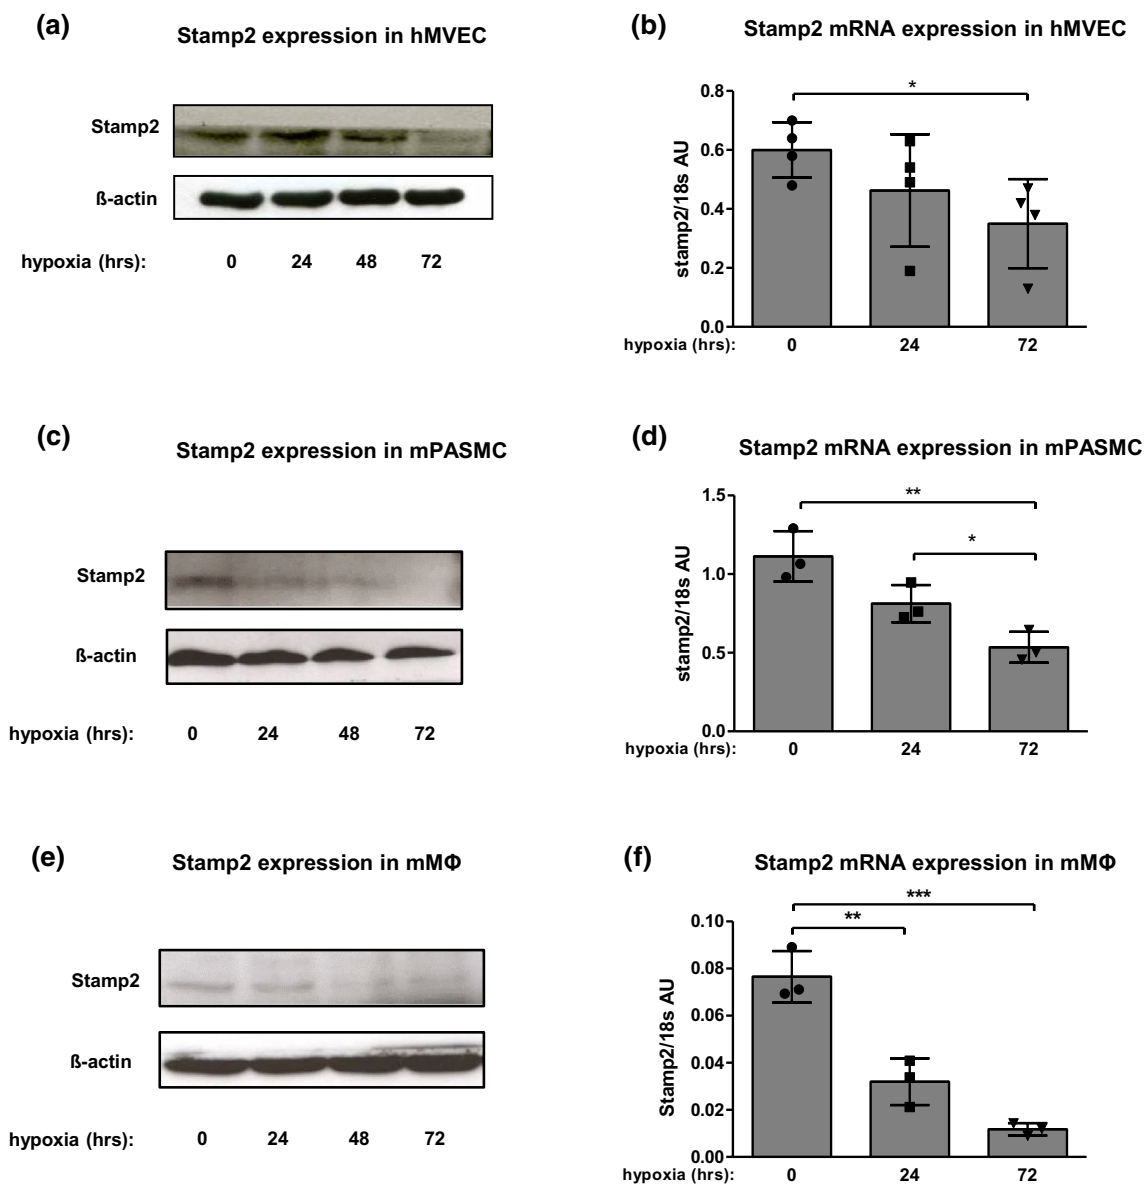 (a)
Stamp2 expression in hMVEC
Stamp2
ß-actin
hypoxia (hrs): 0 24 48 72
(b)
Stamp2 mRNA expression in hMVEC
*
stamp2/18s AU
0.8
0.6
0.4
0.2
0.0
hypoxia (hrs): 0 24 72
(c)
Stamp2 expression in mPASMC
Stamp2
ß-actin
hypoxia (hrs): 0 24 48 72
(d)
Stamp2 mRNA expression in mPASMC
**
*
stamp2/18s AU
1.5
1.0
0.5
0.0
hypoxia (hrs): 0 24 72
(e)
Stamp2 expression in mMΦ
Stamp2
ß-actin
hypoxia (hrs): 0 24 48 72
(f)
Stamp2 mRNA expression in mMΦ
***
**
Stamp2/18s AU
0.10
0.08
0.06
0.04
0.02
0.00
hypoxia (hrs): 0 24 72